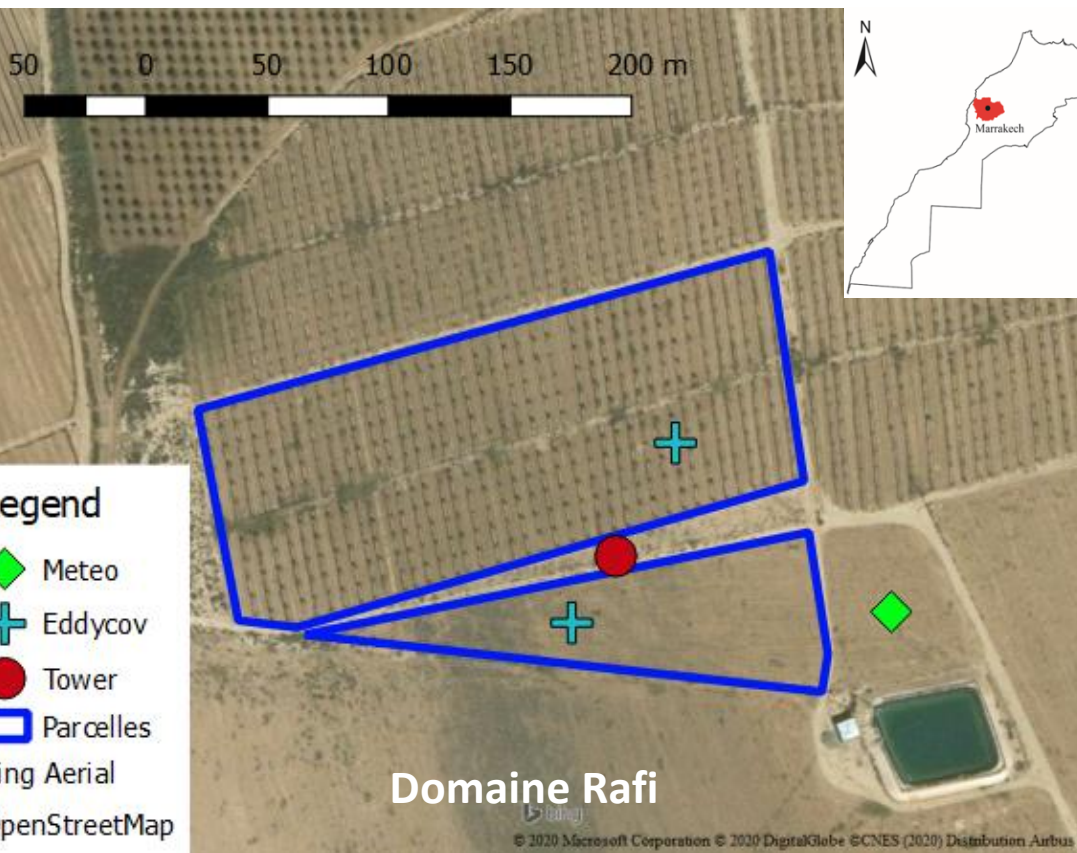 50 0 50 100 150 200 m
N
Marrakech
egend
Meteo
Eddycov
Tower
Parcelles
ing Aerial
penStreetMap
Domaine Rafi
bing
© 2020 Microsoft Corporation © 2020 DigitalGlobe ©CNES (2020) Distribution Airbus